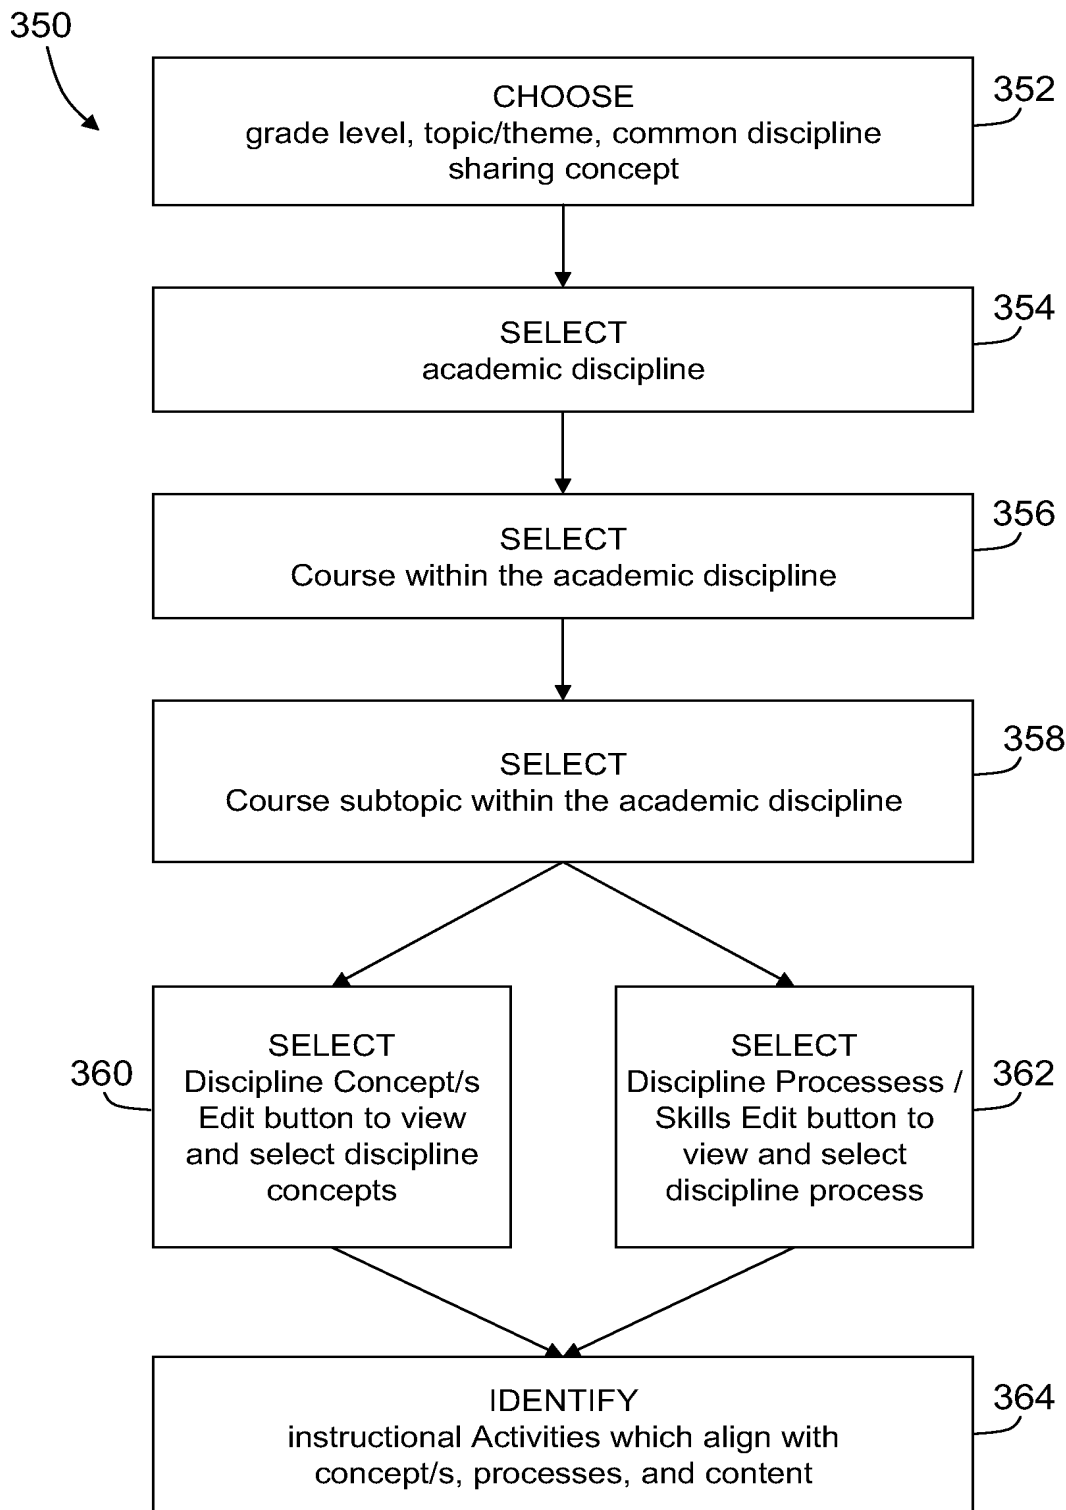 350
CHOOSE
352
grade level, topic/theme, common discipline
sharing concept
354
SELECT
academic discipline
356
SELECT
Course within the academic discipline
358
SELECT
Course subtopic within the academic discipline
360
SELECT
Discipline Concept/s
Edit button to view
and select discipline
concepts
SELECT
362
Discipline Processess /
Skills Edit button to
view and select
discipline process
IDENTIFY
364
instructional Activities which align with
concept/s, processes, and content